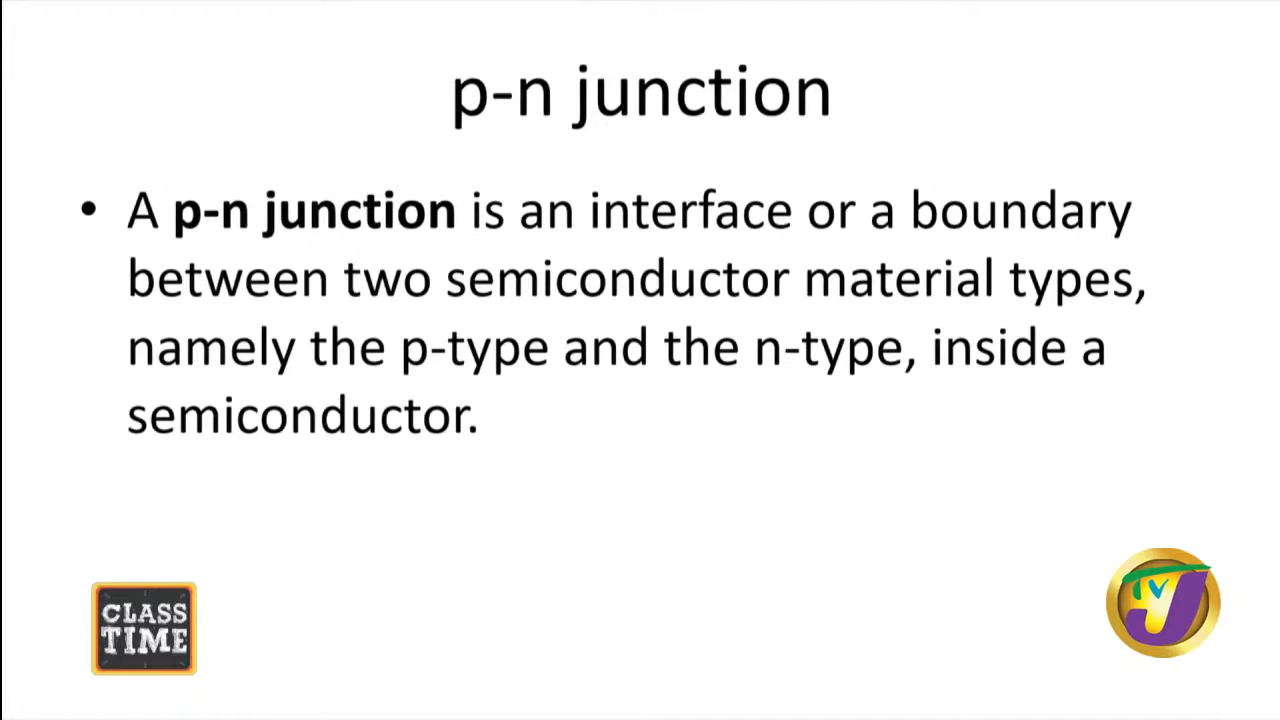 p-n junction
• A p-n junction is an interface or a boundary
between two semiconductor material types,
namely the p-type and the n-type, inside a
semiconductor.
CLASS
TIME
TVJ